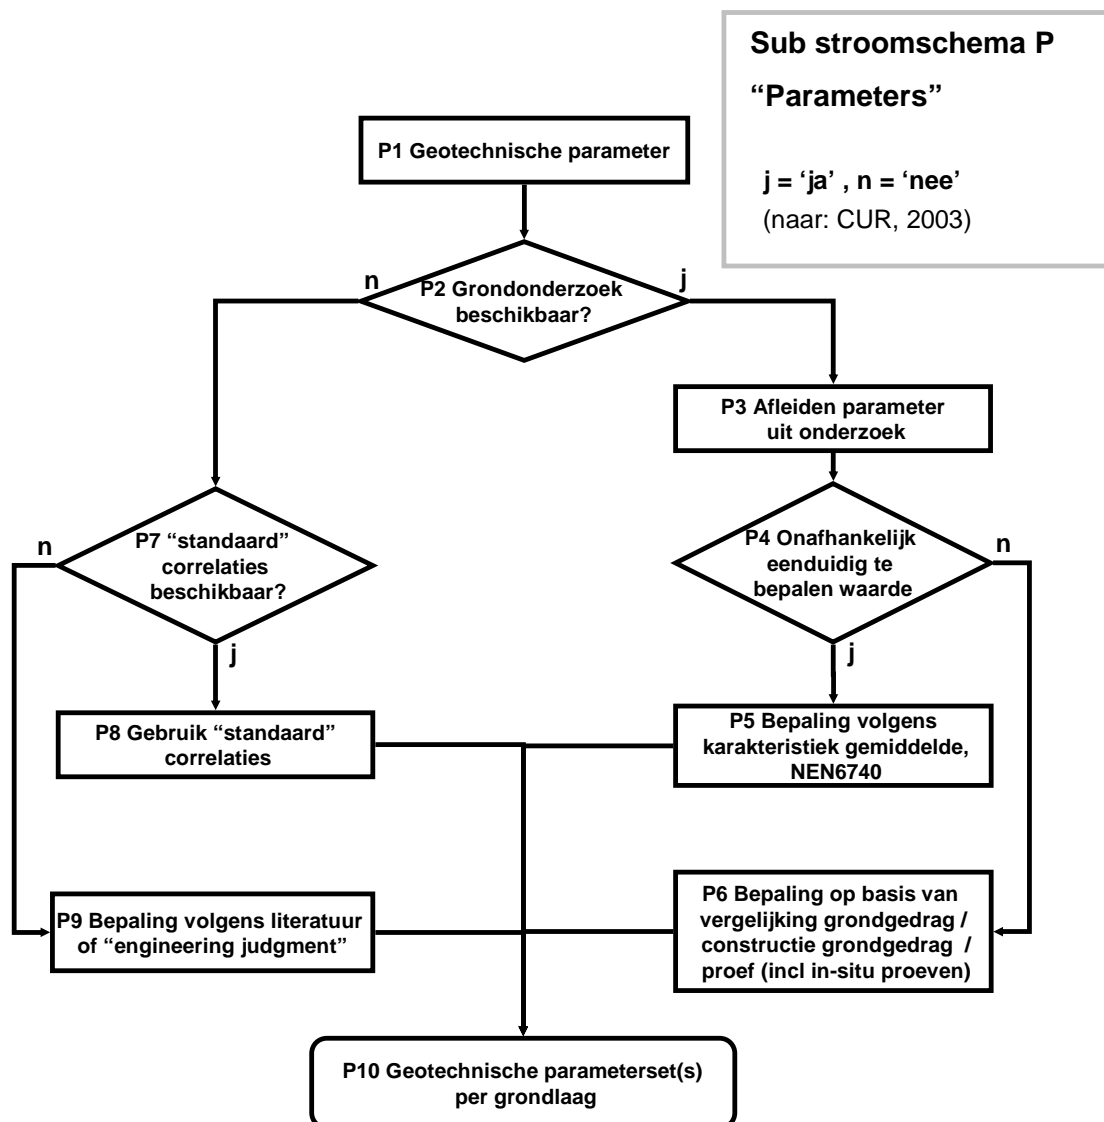 Sub stroomschema P
“Parameters”
j = ‘ja’ , n = ‘nee’
(naar: CUR, 2003)
P1 Geotechnische parameter
n
j
P2 Grondonderzoek
beschikbaar?
P3 Afleiden parameter
uit onderzoek
n
P7 “standaard”
correlaties
beschikbaar?
j
P4 Onafhankelijk
eenduidig te
bepalen waarde
n
j
P8 Gebruik “standaard”
correlaties
P5 Bepaling volgens
karakteristiek gemiddelde,
NEN6740
P9 Bepaling volgens literatuur
of “engineering judgment”
P6 Bepaling op basis van
vergelijking grondgedrag /
constructie grondgedrag /
proef (incl in-situ proeven)
P10 Geotechnische parameterset(s)
per grondlaag